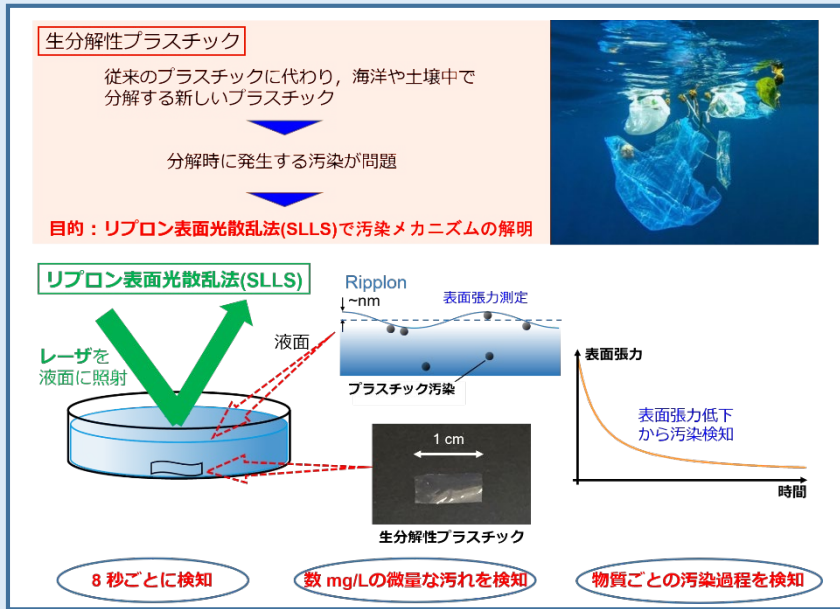 生分解性プラスチック
従来のプラスチックに代わり，海洋や土壌中で
分解する新しいプラスチック
分解時に発生する汚染が問題
目的：リプロン表面光散乱法(SLLS)で汚染メカニズムの解明
リプロン表面光散乱法(SLLS)
レーザを
液面に照射
液面
Ripplon
~nm
表面張力測定
プラスチック汚染
1 cm
生分解性プラスチック
表面張力
表面張力低下
から汚染検知
時間
8 秒ごとに検知
数 mg/Lの微量な汚れを検知
物質ごとの汚染過程を検知